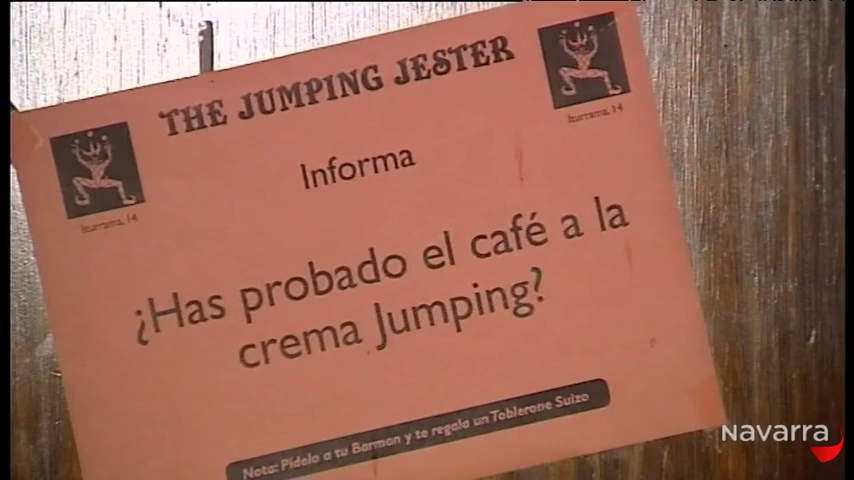 THE JUMPING JESTER
Iturrama, 14
Iturrama, 14
Informa
¿Has probado el café a la
crema Jumping?
Nota: Pídelo a tu Barman y te regala un Toblerone Suizo
Navarra